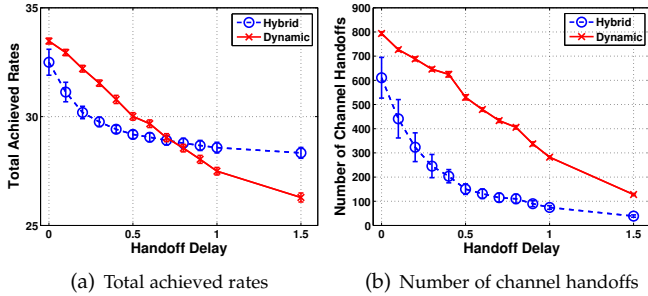 Hybrid
Dynamic
35
30
25
Total Achieved Rates
0
0.5
1
1.5
Handoff Delay
(a) Total achieved rates
Hybrid
Dynamic
900
800
700
600
500
400
300
200
100
0
Number of Channel Handoffs
0
0.5
1
1.5
Handoff Delay
(b) Number of channel handoffs